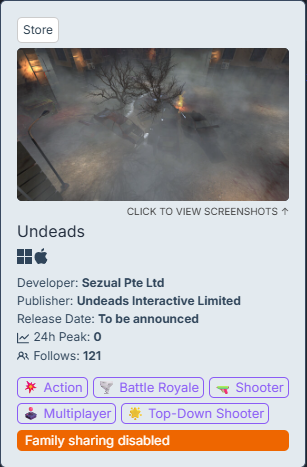 Store
CLICK TO VIEW SCREENSHOTS ↑
Undeads
Developer: Sezual Pte Ltd
Publisher: Undeads Interactive Limited
Release Date: To be announced
24h Peak: 0
Follows: 121
Action Battle Royale Shooter
Multiplayer Top-Down Shooter
Family sharing disabled